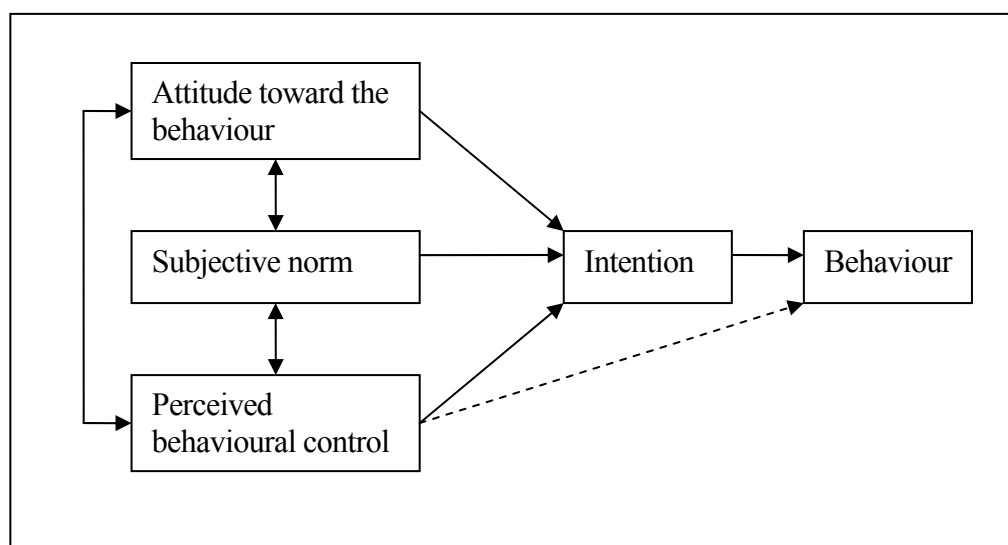 Attitude toward the
behaviour
Subjective norm
Intention
Behaviour
Perceived
behavioural control